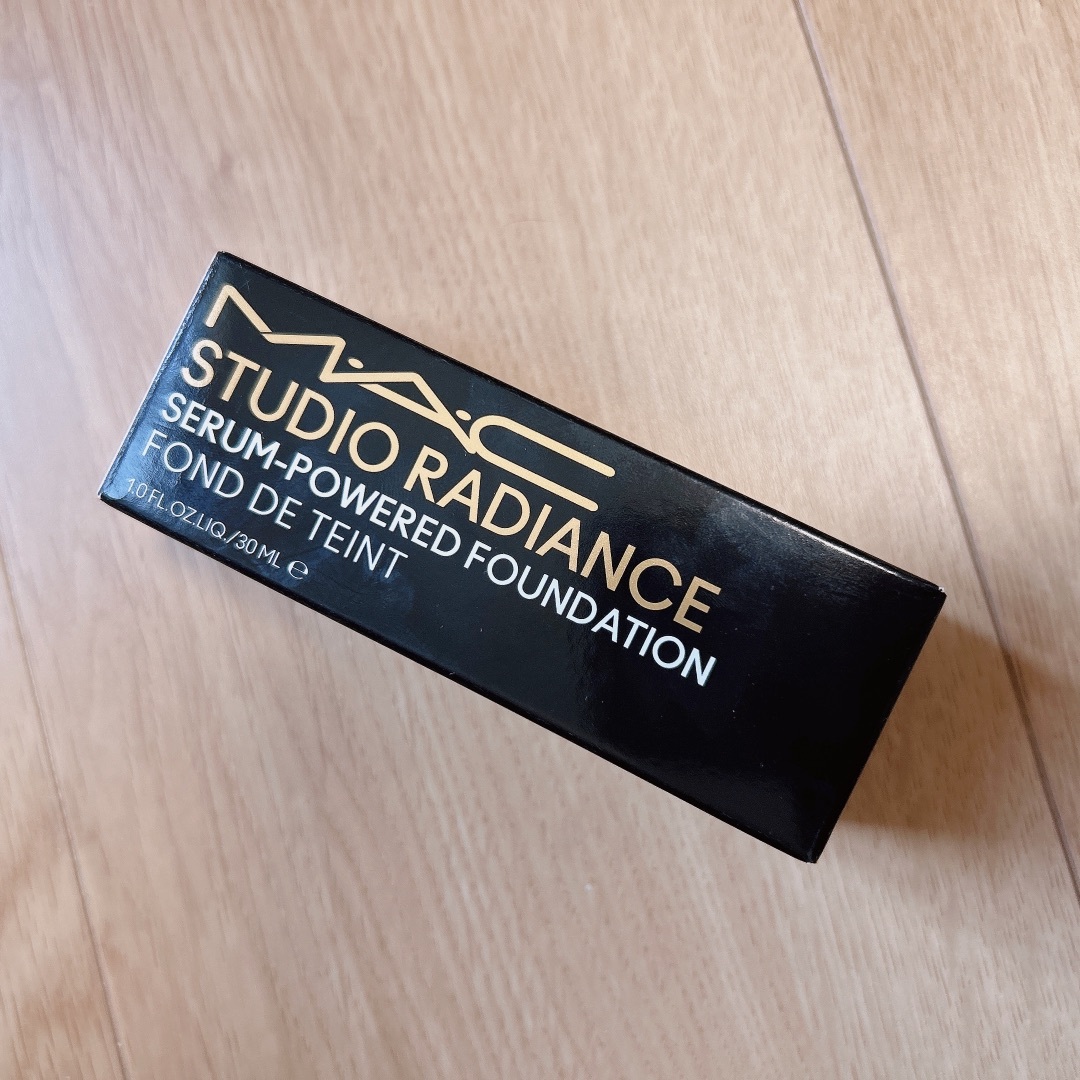 M·A·C
STUDIO RADIANCE
SERUM-POWERED FOUNDATION
FOND DE TEINT
1.0 FL.OZ.LIQ./30 ML ℮